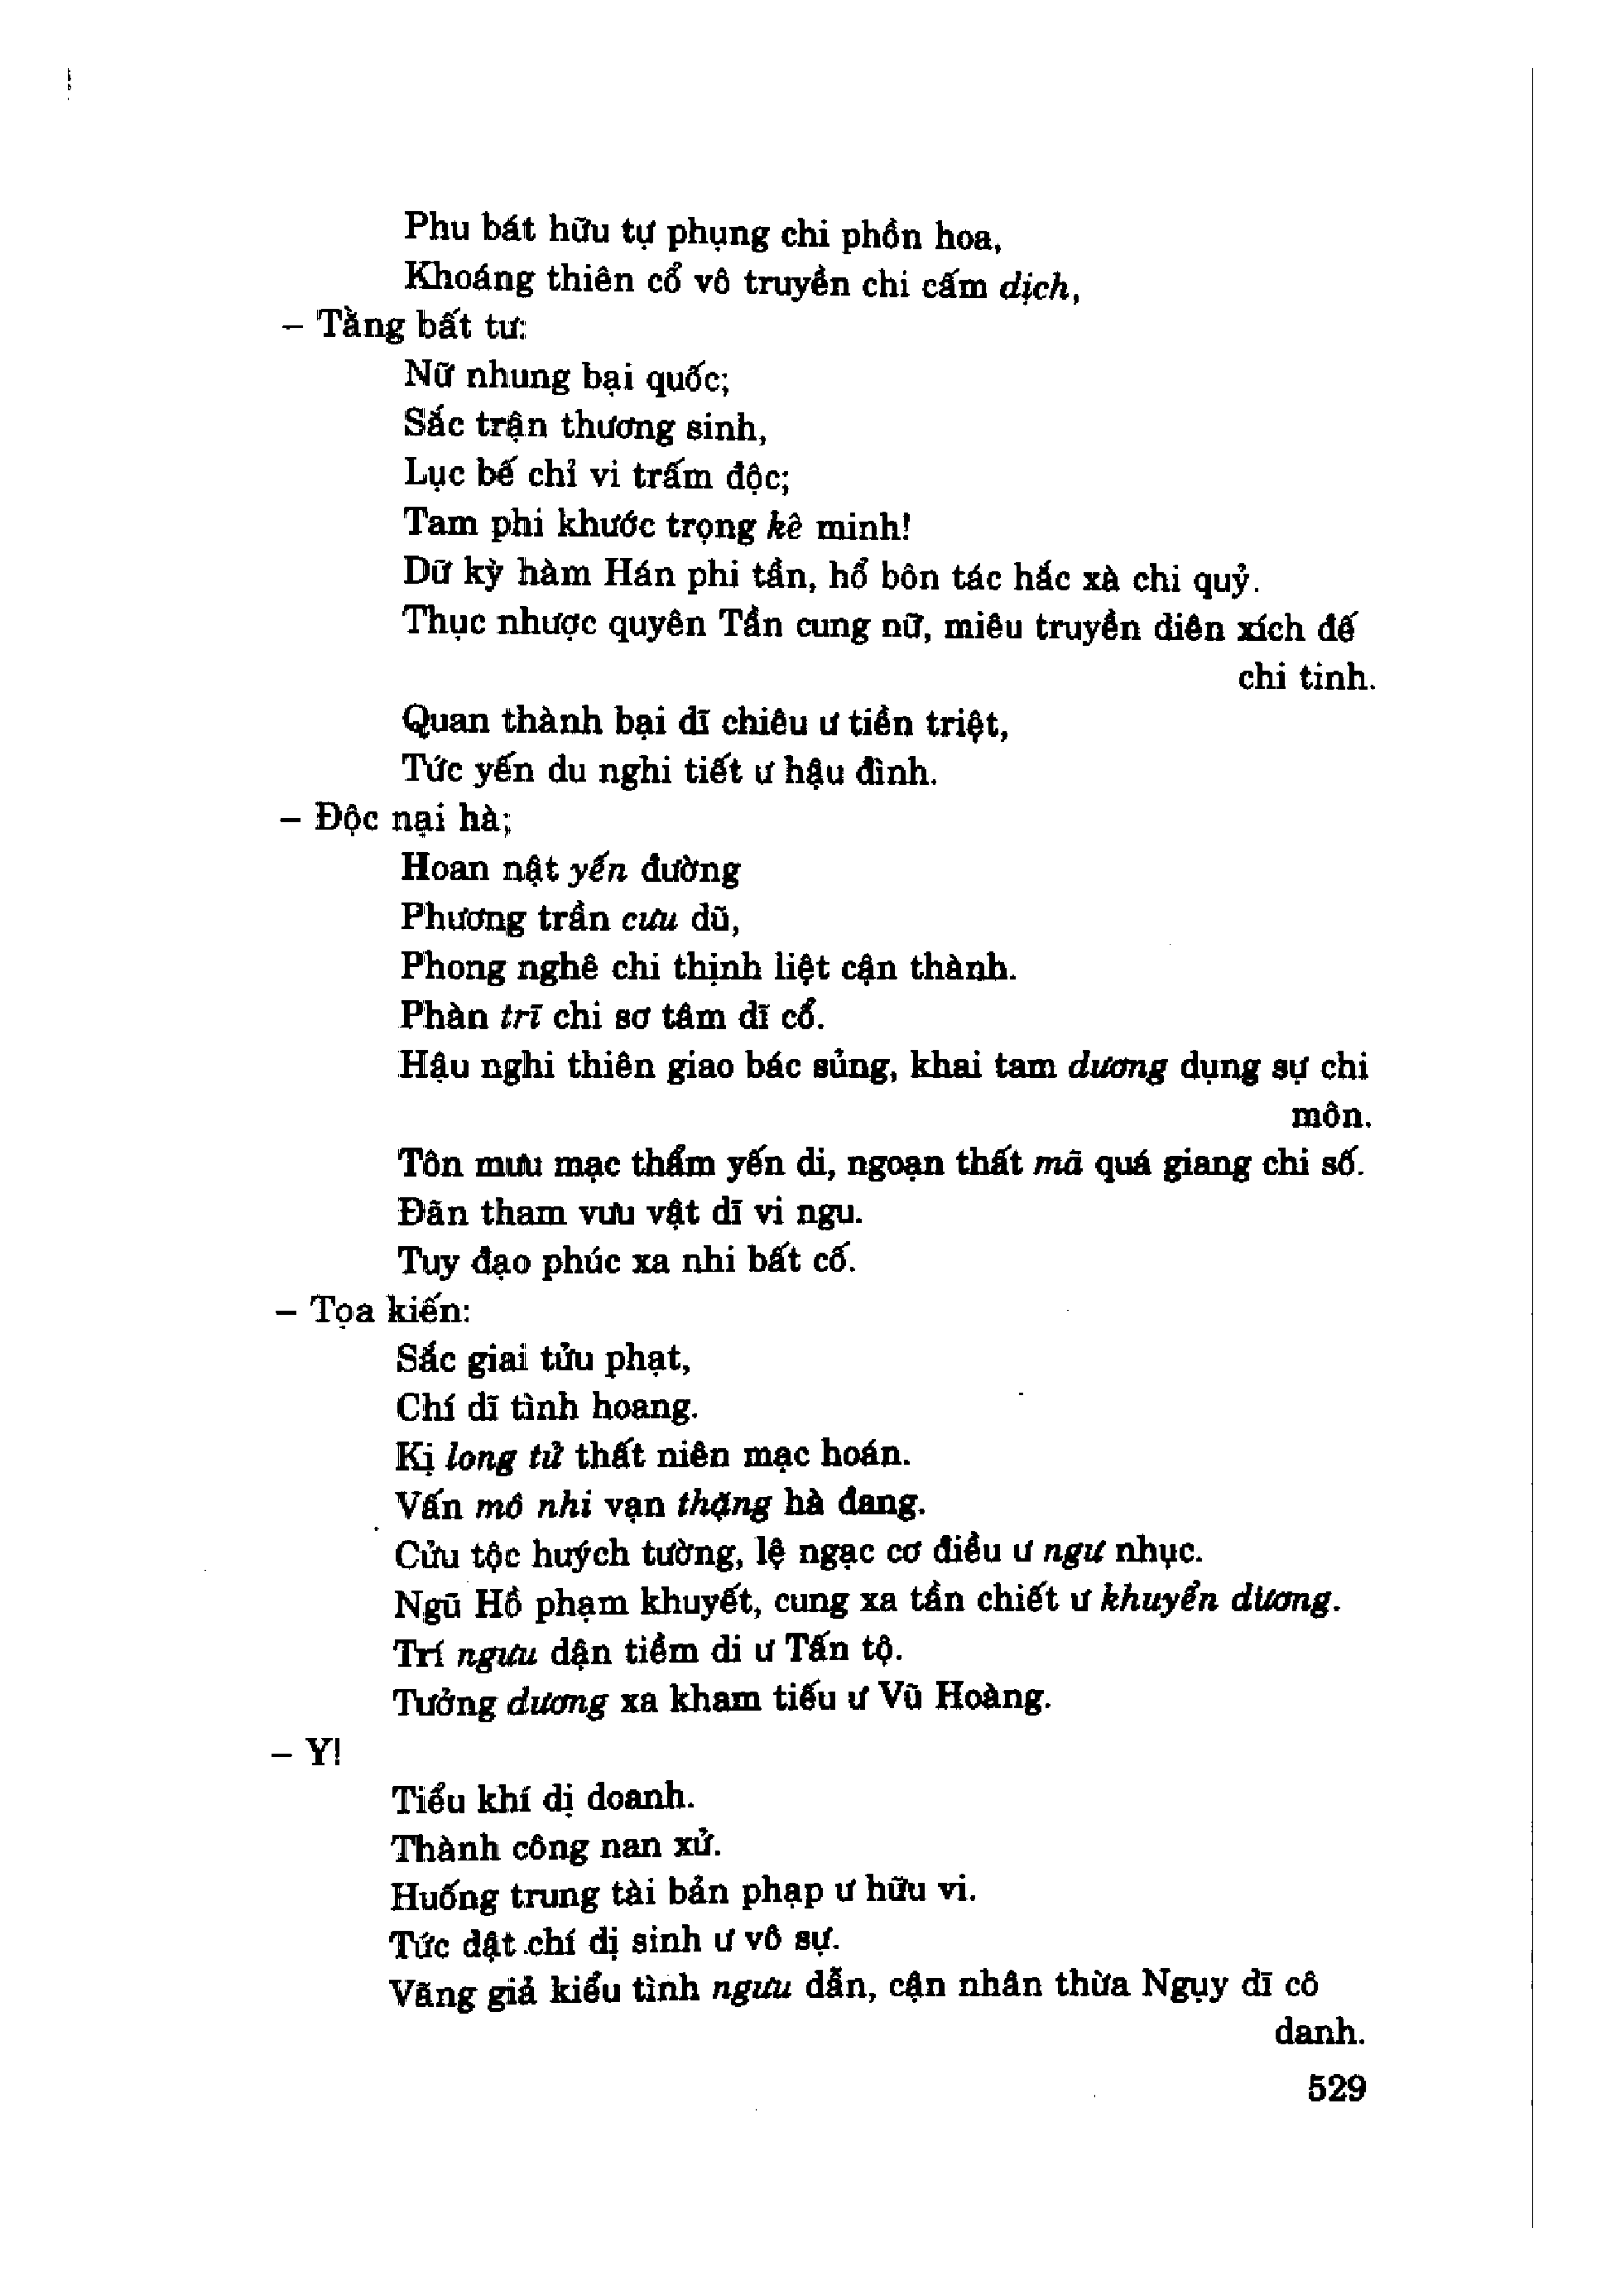 Phu bát hữu tự phụng chi phồn hoa,
Khoáng thiên cổ vô truyền chi cấm dịch,
– Tằng bất tư:
Nữ nhung bại quốc;
Sắc trận thương sinh,
Lục bế chỉ vi trấm độc;
Tam phi khước trọng kê minh!
Dữ kỳ hàm Hán phi tần, hổ bôn tác hắc xà chi quỷ.
Thục nhược quyên Tần cung nữ, miêu truyền diên xích đế
chi tinh.
Quan thành bại dĩ chiêu ư tiền triệt,
Tức yến du nghi tiết ư hậu đình.
– Độc nại hà;
Hoan nật yến đường
Phương trần cưu dũ,
Phong nghê chi thịnh liệt cận thành.
Phàn trĩ chi sơ tâm dĩ cổ.
Hậu nghi thiên giao bác sủng, khai tam dương dụng sự chi
môn.
Tôn mưu mạc thẩm yến di, ngoạn thất mã quá giang chi số.
Đãn tham vưu vật dĩ vi ngu.
Tuy đạo phúc xa nhi bất cố.
– Tọa kiến:
Sắc giai tửu phạt,
Chí dĩ tình hoang.
Kị long tử thất niên mạc hoán.
Vấn mô nhi vạn thặng hà đang.
Cửu tộc huých tường, lệ ngạc cơ điều ư ngư nhục.
Ngũ Hồ phạm khuyết, cung xa tần chiết ư khuyển dương.
Trí ngưu dận tiềm di ư Tấn tộ.
Tưởng dương xa kham tiếu ư Vũ Hoàng.
– Y!
Tiểu khí dị doanh.
Thành công nan xử.
Huống trung tài bản phạp ư hữu vi.
Tức dật chí dị sinh ư vô sự.
Vãng giả kiểu tình ngưu dẫn, cận nhân thừa Ngụy dĩ cô
danh.
529